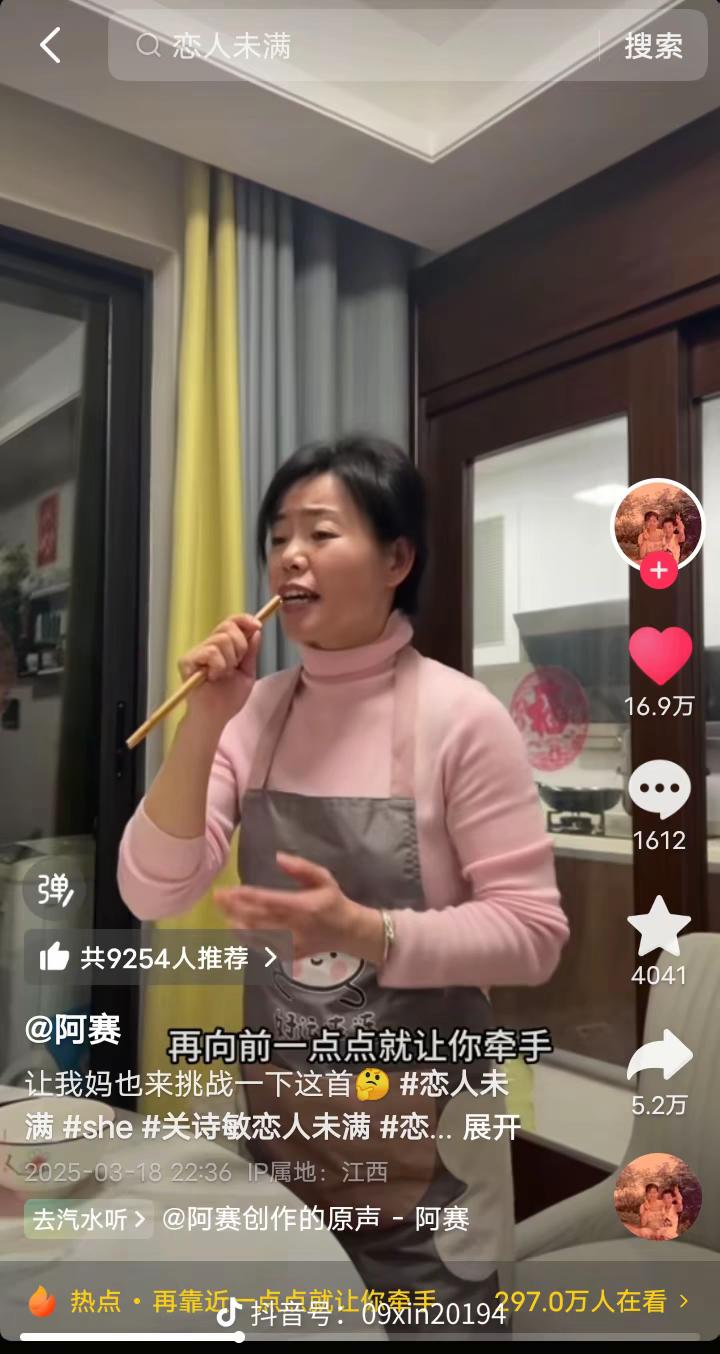 恋人未满
搜索
16.9万
1612
弹
共9254人推荐
4041
@阿赛
再向前一点点就让你牵手
让我妈也来挑战一下这首🤔 #恋人未
满 #she #关诗敏恋人未满 #恋... 展开
5.2万
2025-03-18 22:36 IP属地：江西
去汽水听 @阿赛创作的原声 - 阿赛
热点 · 再靠近一点点就让你牵手 297.0万人在看
抖音号：09xin20194